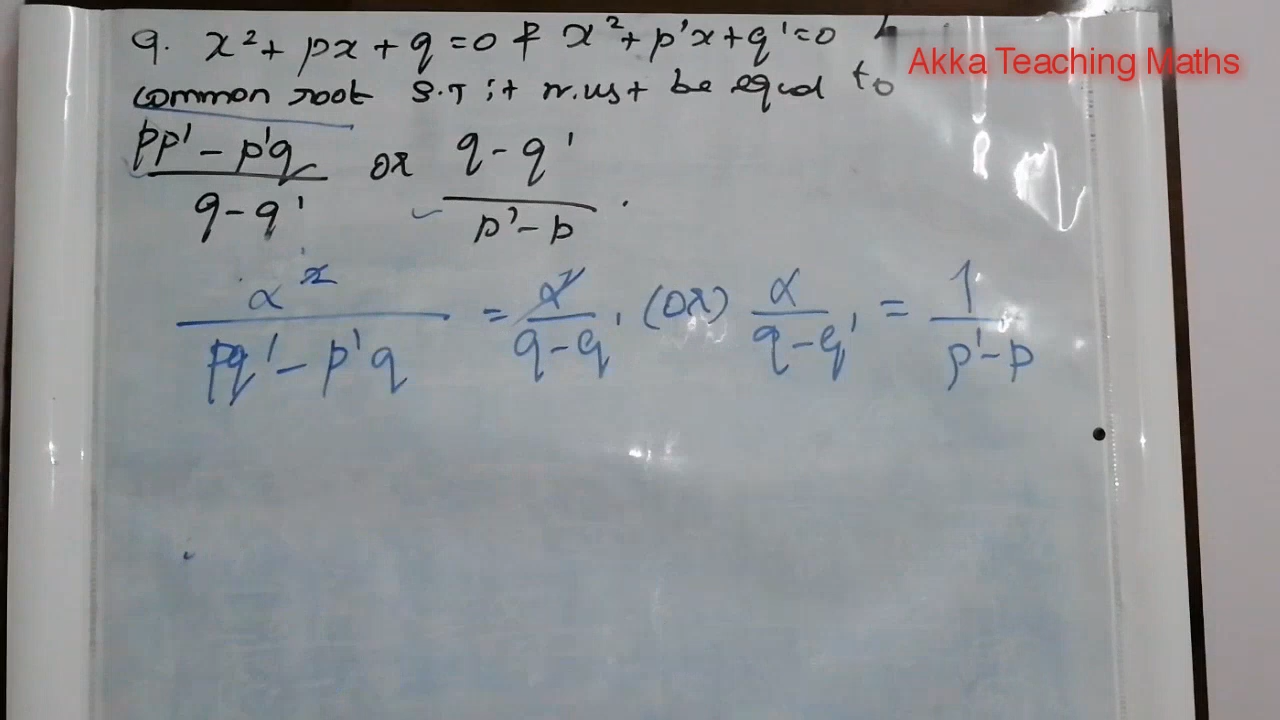 9. x² + px + q = 0 & x² + p'x + q' = 0
Akka Teaching Maths
common root S.T it must be equal to
pp' - p'q / q - q' or q - q' / p' - p .
α² / pq' - p'q = α / q - q' (OR) α / q - q' = 1 / p' - p